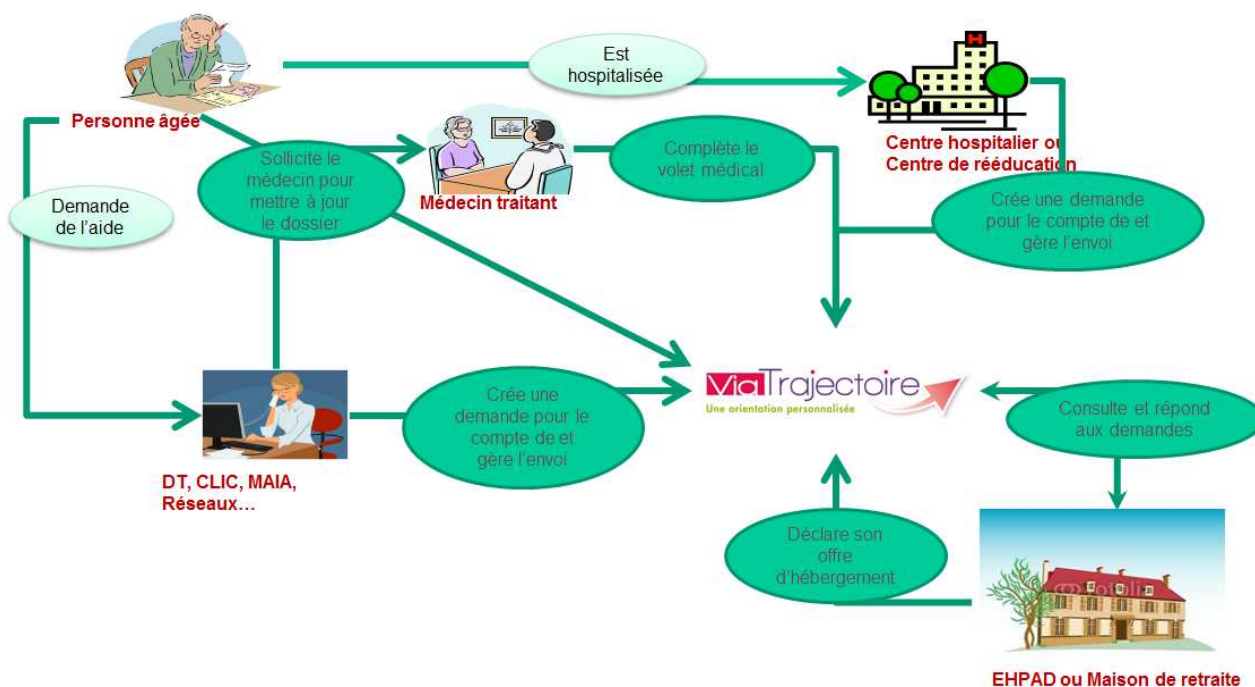 Est
hospitalisée
Personne âgée
Sollicite le
médecin pour
mettre à jour
le dossier
Médecin traitant
Complète le
volet médical
Centre hospitalier ou
Centre de rééducation
Demande
de l'aide
Crée une demande
pour le compte de et
gère l'envoi
DT, CLIC, MAIA,
Réseaux…
Crée une
demande pour le
compte de et
gère l'envoi
ViaTrajectoire
Une orientation personnalisée
Consulte et répond
aux demandes
Déclare son
offre
d'hébergement
EHPAD ou Maison de retraite